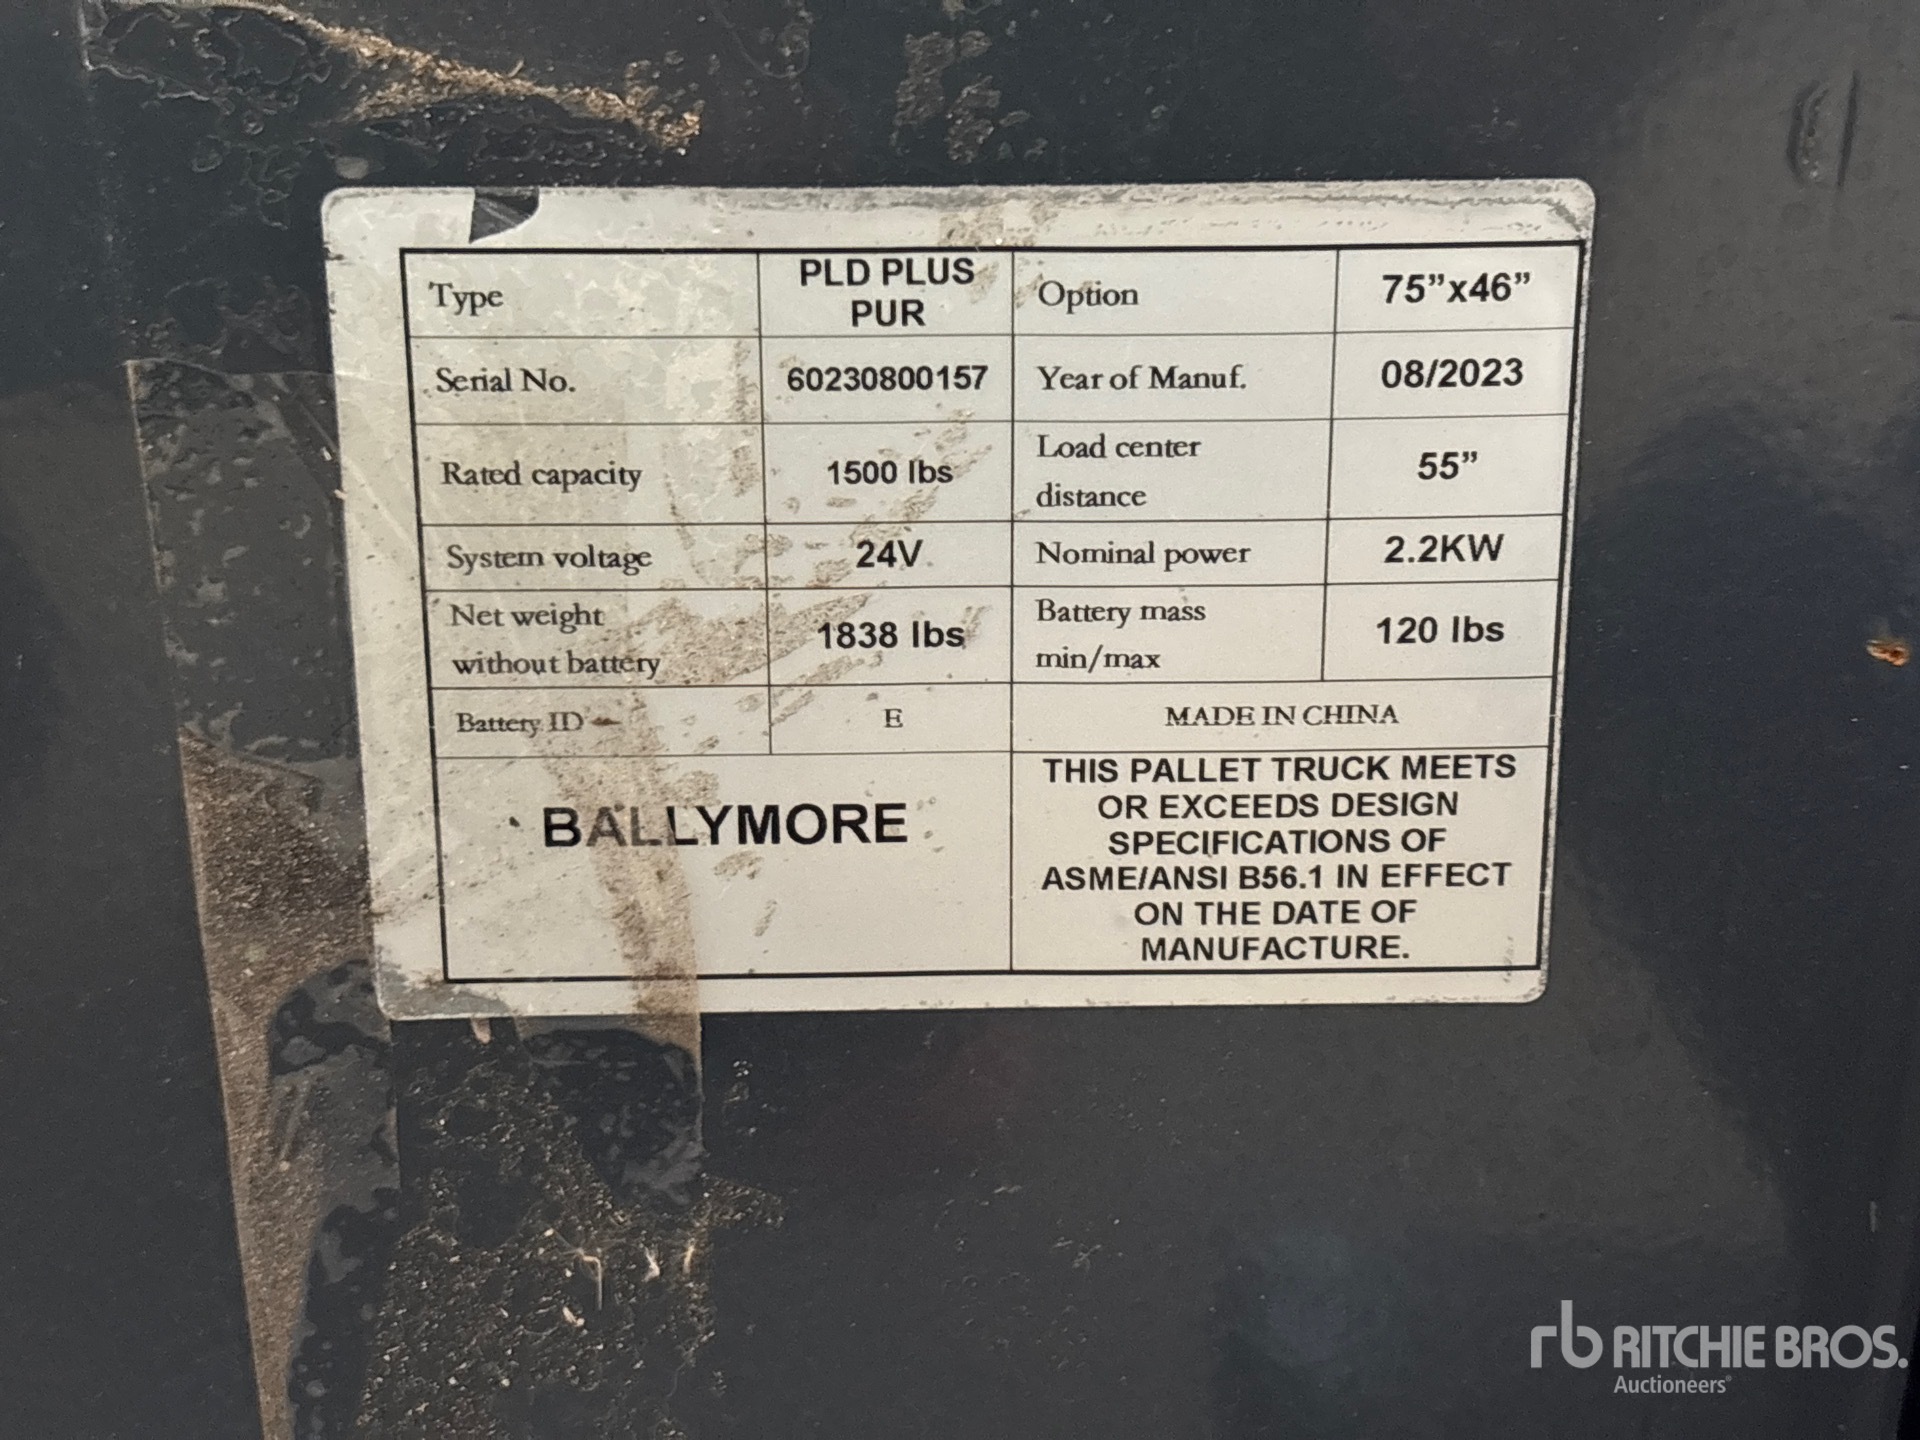 Type PLD PLUS PUR Option 75”x46”
Serial No. 60230800157 Year of Manuf. 08/2023
Rated capacity 1500 lbs Load center distance 55”
System voltage 24V Nominal power 2.2KW
Net weight without battery 1838 lbs Battery mass min/max 120 lbs
Battery ID E MADE IN CHINA
BALLYMORE
THIS PALLET TRUCK MEETS
OR EXCEEDS DESIGN
SPECIFICATIONS OF
ASME/ANSI B56.1 IN EFFECT
ON THE DATE OF
MANUFACTURE.
rb RITCHIE BROS.
Auctioneers